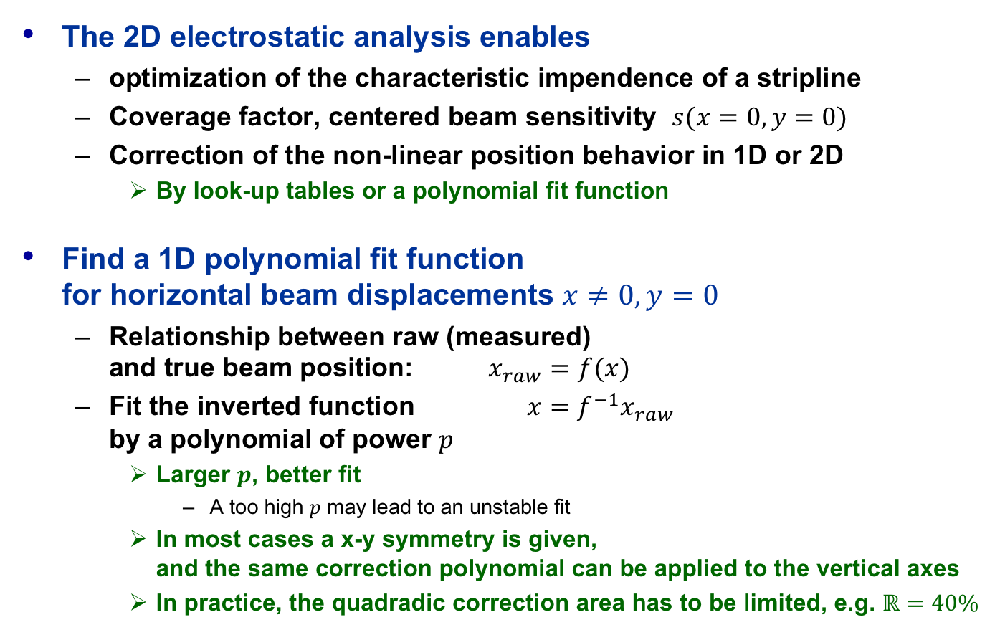 • The 2D electrostatic analysis enables
– optimization of the characteristic impendence of a stripline
– Coverage factor, centered beam sensitivity s(x = 0, y = 0)
– Correction of the non-linear position behavior in 1D or 2D
➢ By look-up tables or a polynomial fit function
• Find a 1D polynomial fit function
for horizontal beam displacements x ≠ 0, y = 0
– Relationship between raw (measured)
and true beam position: x_{raw} = f(x)
– Fit the inverted function x = f^{−1}x_{raw}
by a polynomial of power p
➢ Larger p, better fit
– A too high p may lead to an unstable fit
➢ In most cases a x-y symmetry is given,
and the same correction polynomial can be applied to the vertical axes
➢ In practice, the quadradic correction area has to be limited, e.g. ℝ = 40%